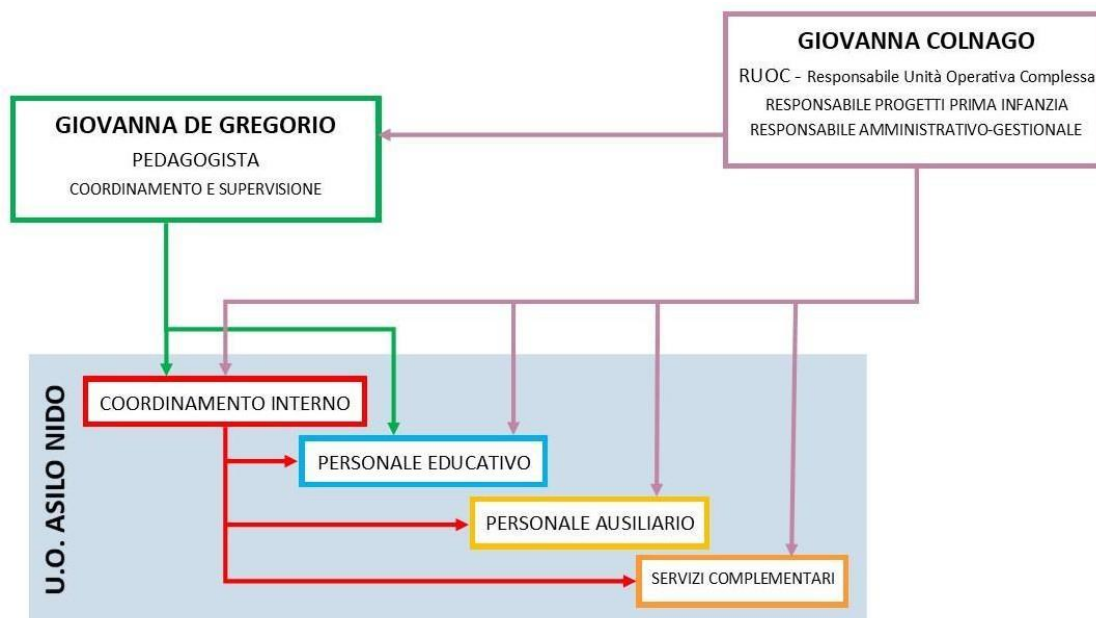 GIOVANNA COLNAGO
RUOC - Responsabile Unità Operativa Complessa
RESPONSABILE PROGETTI PRIMA INFANZIA
RESPONSABILE AMMINISTRATIVO-GESTIONALE
GIOVANNA DE GREGORIO
PEDAGOGISTA
COORDINAMENTO E SUPERVISIONE
U.O. ASILO NIDO
COORDINAMENTO INTERNO
PERSONALE EDUCATIVO
PERSONALE AUSILIARIO
SERVIZI COMPLEMENTARI